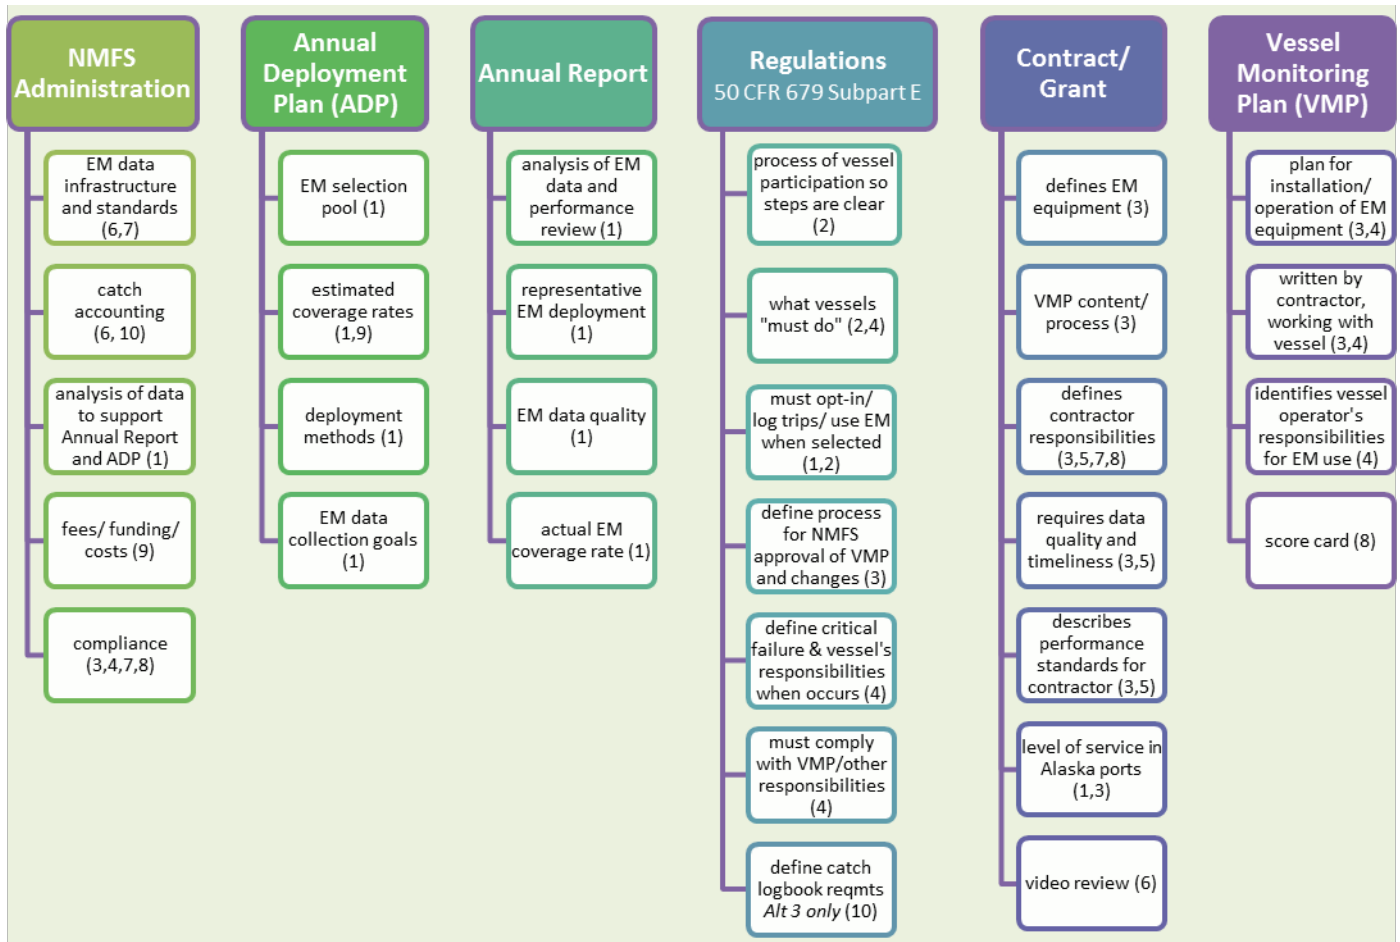 NMFS
Administration
EM data
infrastructure
and standards
(6,7)
catch
accounting
(6, 10)
analysis of data
to support
Annual Report
and ADP (1)
fees/ funding/
costs (9)
compliance
(3,4,7,8)
Annual
Deployment
Plan (ADP)
EM selection
pool (1)
estimated
coverage rates
(1,9)
deployment
methods (1)
EM data
collection goals
(1)
Annual Report
analysis of EM
data and
performance
review (1)
representative
EM deployment
(1)
EM data quality
(1)
actual EM
coverage rate (1)
Regulations
50 CFR 679 Subpart E
process of vessel
participation so
steps are clear
(2)
what vessels
"must do" (2,4)
must opt-in/
log trips/ use EM
when selected
(1,2)
define process
for NMFS
approval of VMP
and changes (3)
define critical
failure & vessel's
responsibilities
when occurs (4)
must comply
with VMP/other
responsibilities
(4)
define catch
logbook reqmts
Alt 3 only (10)
Contract/
Grant
defines EM
equipment (3)
VMP content/
process (3)
defines
contractor
responsibilities
(3,5,7,8)
requires data
quality and
timeliness (3,5)
describes
performance
standards for
contractor (3,5)
level of service in
Alaska ports
(1,3)
video review (6)
Vessel
Monitoring
Plan (VMP)
plan for
installation/
operation of EM
equipment (3,4)
written by
contractor,
working with
vessel (3,4)
identifies vessel
operator's
responsibilities
for EM use (4)
score card (8)